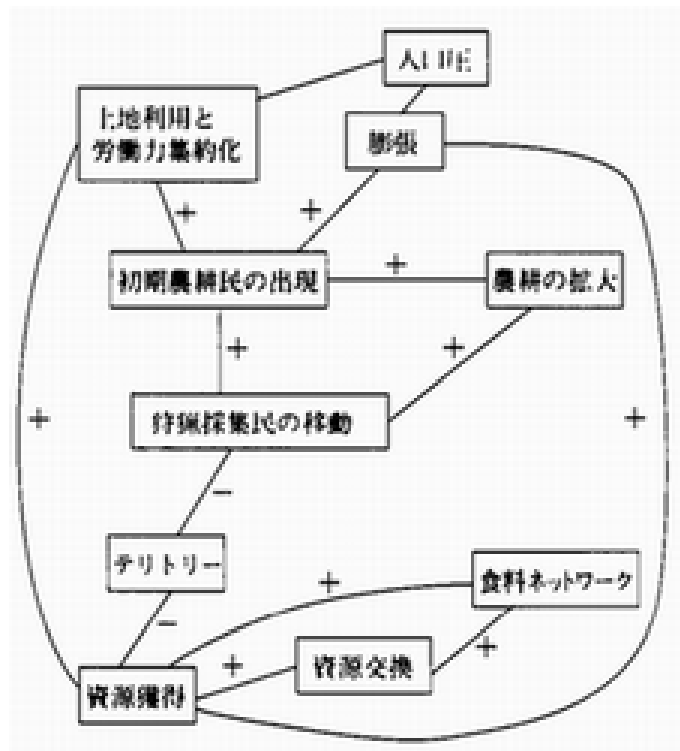 人口圧
土地利用と
労働力集約化
膨張
+
+
初期農耕民の出現
+
農耕の拡大
+
+
狩猟採集民の移動
+
+
−
テリトリー
+
食料ネットワーク
−
+
資源交換
+
資源獲得